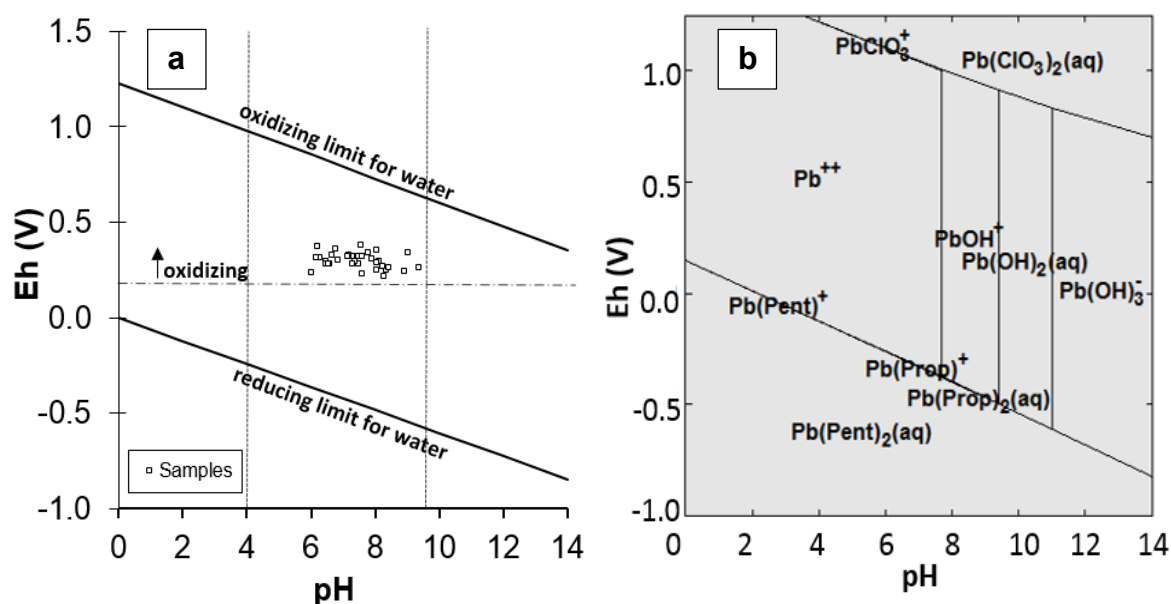 a
1.5
1.0
0.5
0.0
-0.5
-1.0
Eh (V)
oxidizing limit for water
oxidizing
reducing limit for water
Samples
0 2 4 6 8 10 12 14
pH
b
1.0
0.5
0.0
-0.5
-1.0
Eh (V)
PbClO₃⁺
Pb(ClO₃)₂(aq)
Pb⁺⁺
PbOH⁺
Pb(OH)₂(aq)
Pb(OH)₃⁻
Pb(Pent)⁺
Pb(Prop)⁺
Pb(Prop)₂(aq)
Pb(Pent)₂(aq)
0 2 4 6 8 10 12 14
pH